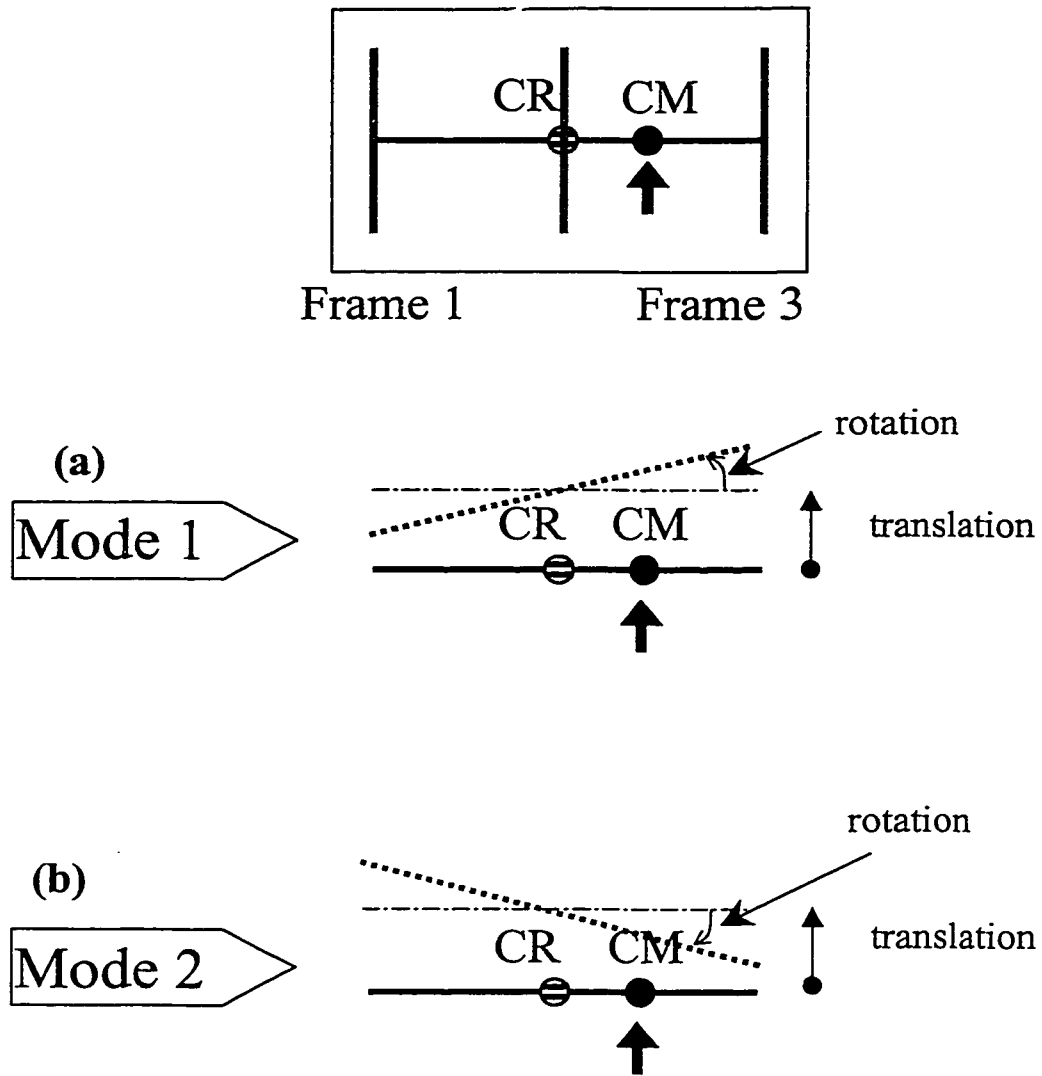 CR CM
Frame 1 Frame 3
rotation
(a)
Mode 1
CR CM
translation
rotation
(b)
Mode 2
CR CM
translation